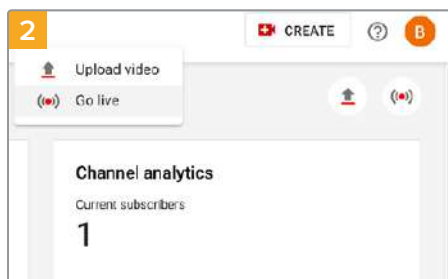 2
CREATE
?
B
Upload video
Go live
Channel analytics
Current subscribers
1